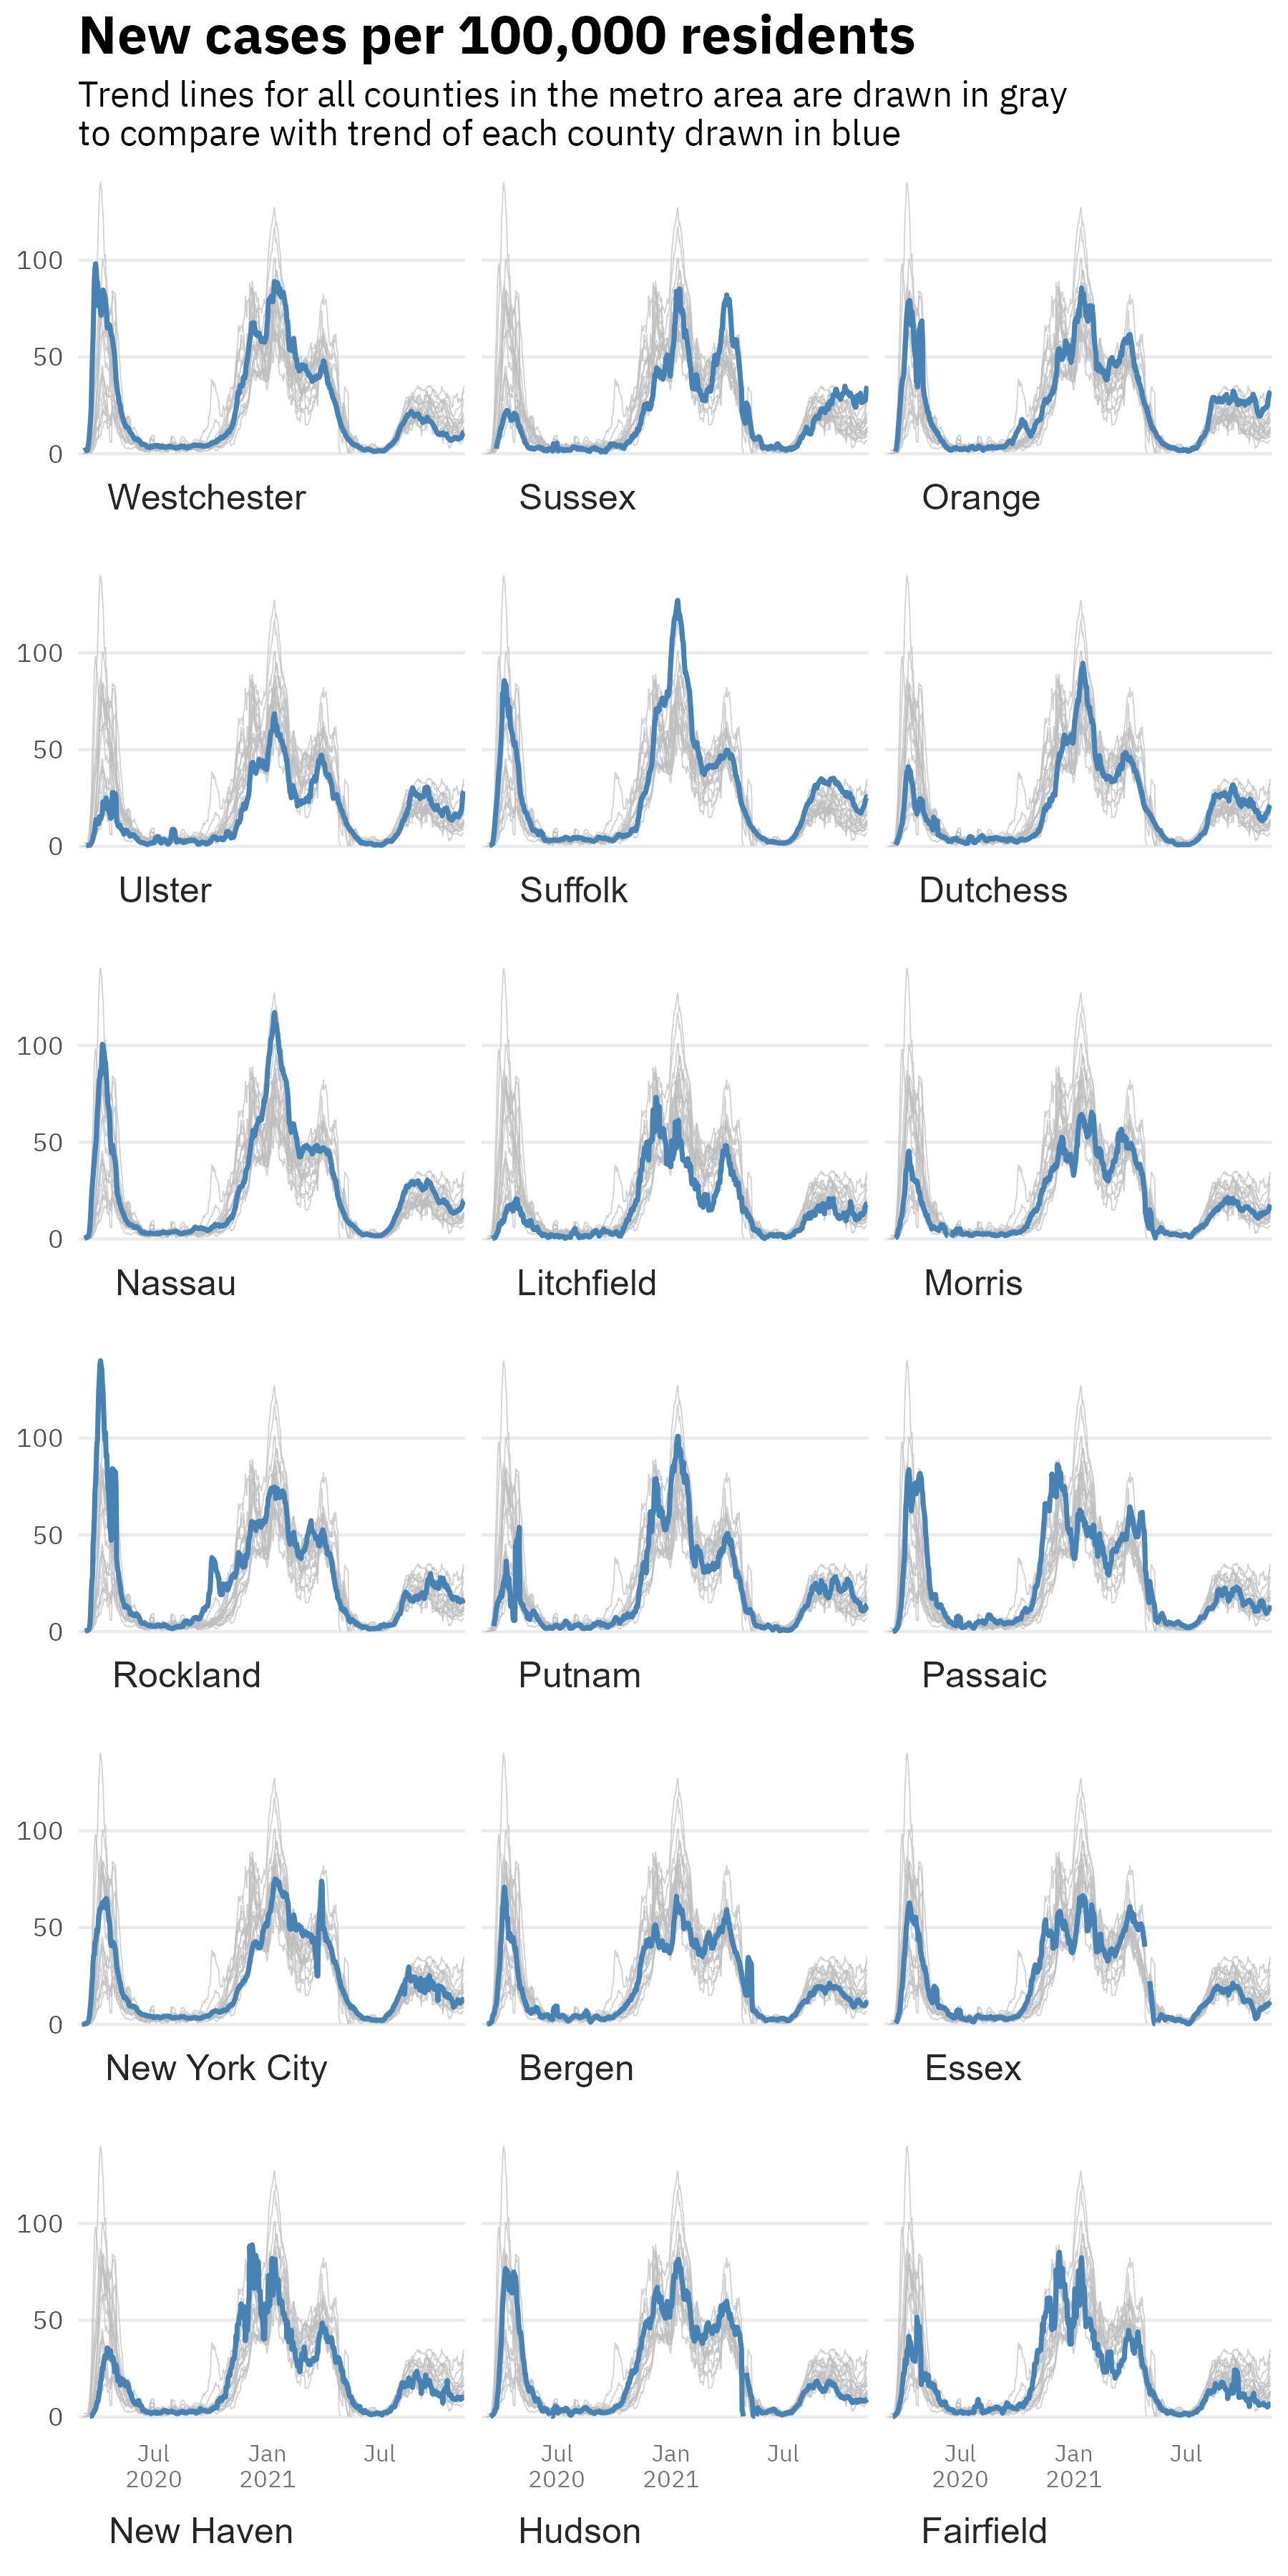 New cases per 100,000 residents
Trend lines for all counties in the metro area are drawn in gray
to compare with trend of each county drawn in blue
100
50
0
Westchester
Sussex
Orange
100
50
0
Ulster
Suffolk
Dutchess
100
50
0
Nassau
Litchfield
Morris
100
50
0
Rockland
Putnam
Passaic
100
50
0
New York City
Bergen
Essex
100
50
0
Jul Jan Jul Jul Jan Jul Jul Jan Jul
2020 2021 2020 2021 2020 2021
New Haven
Hudson
Fairfield